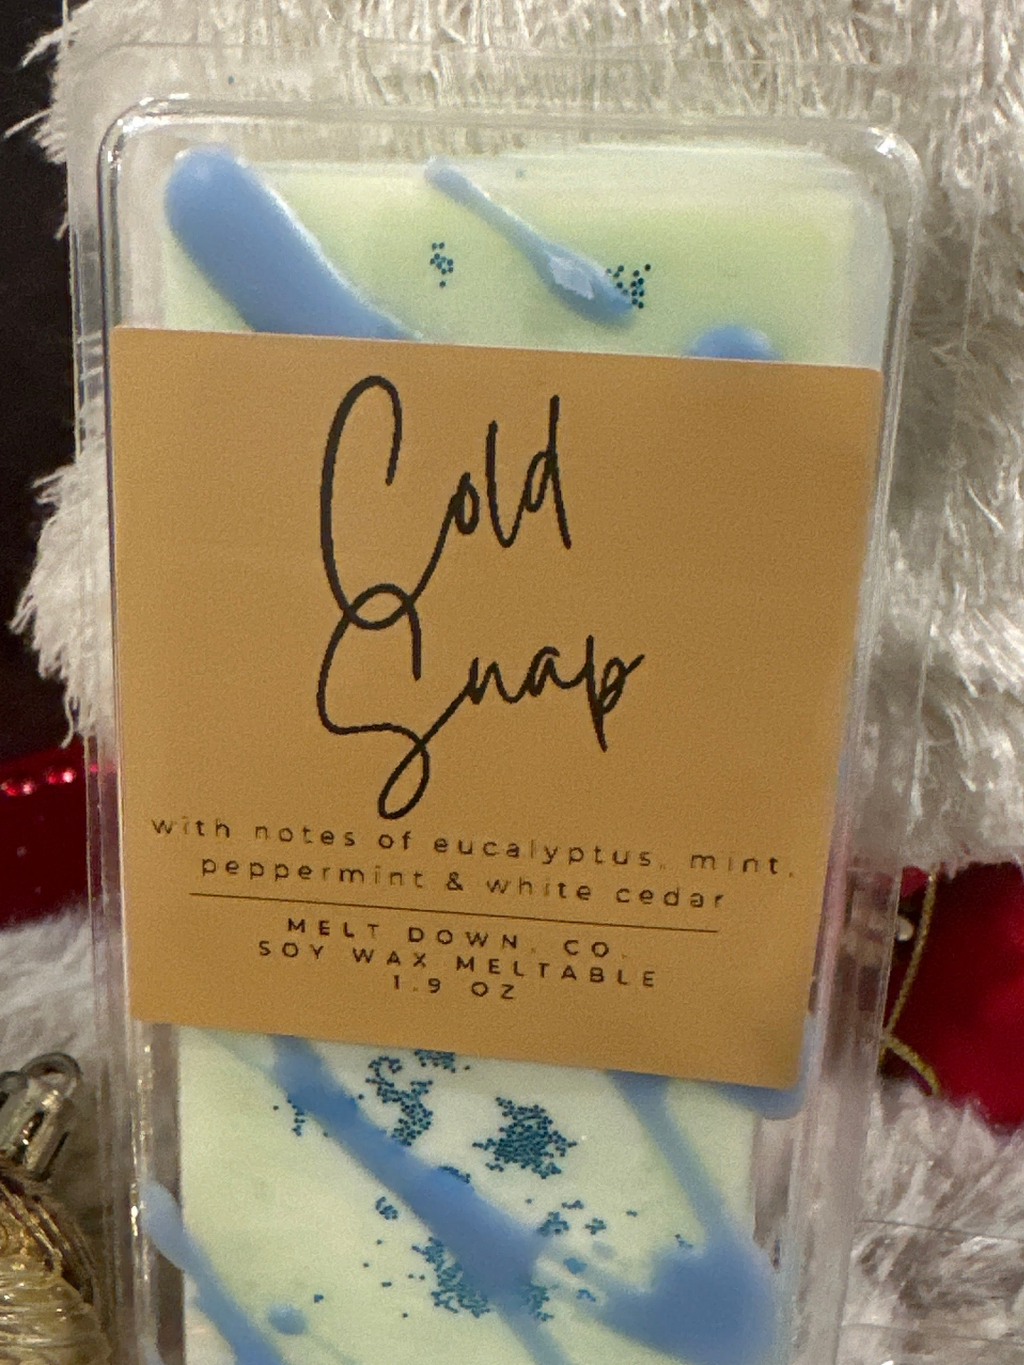 Cold
Snap
with notes of eucalyptus, mint,
peppermint & white cedar
MELT DOWN. CO.
SOY WAX MELTABLE
1.9 OZ